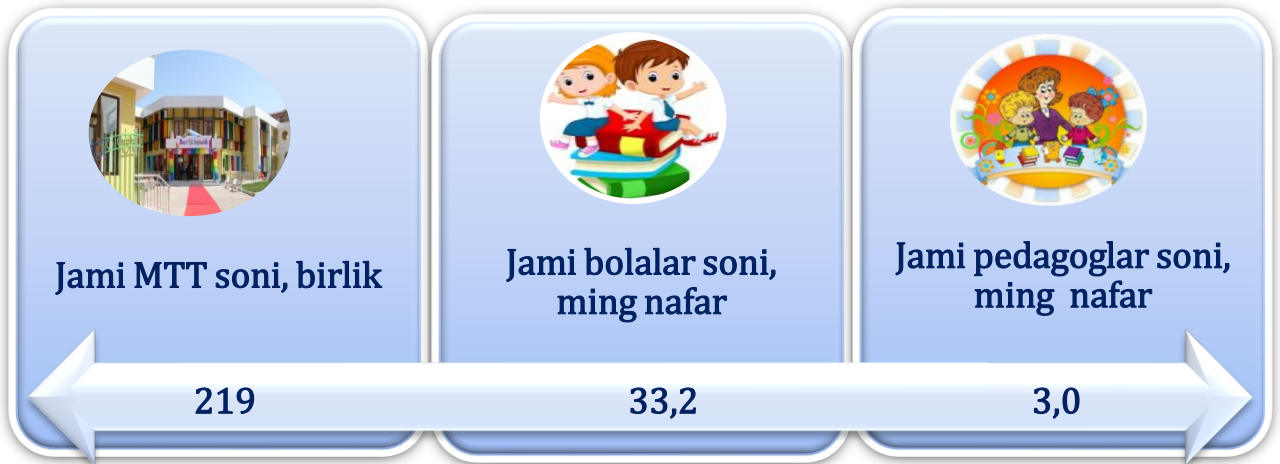 Jami MTT soni, birlik
219
Jami bolalar soni,
ming nafar
33,2
Jami pedagoglar soni,
ming nafar
3,0